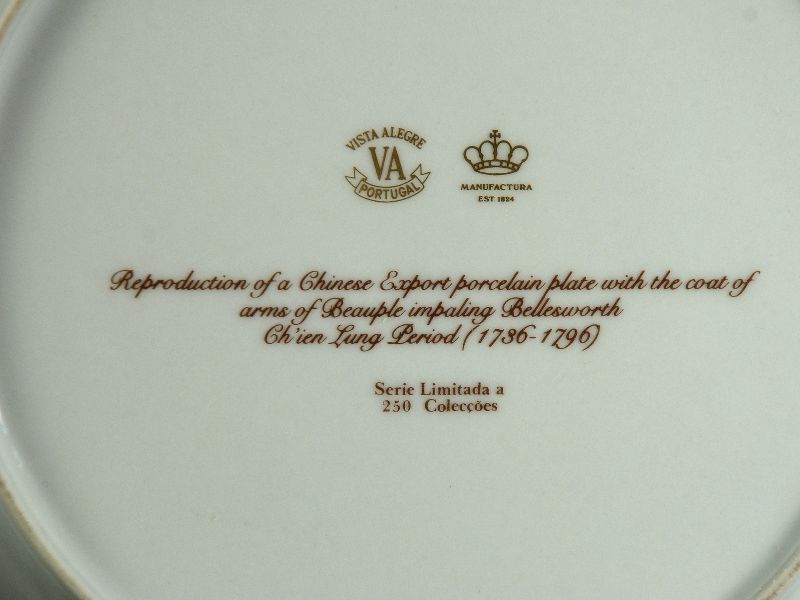 VISTA ALEGRE
VA
PORTUGAL
MANUFACTURA
EST. 1824
Reproduction of a Chinese Export porcelain plate with the coat of
arms of Beauple impaling Bellesworth
Ch'ien Lung Period (1736-1796)
Serie Limitada a
250 Colecções